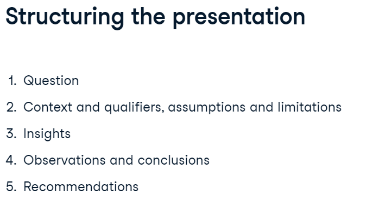 Structuring the presentation
1. Question
2. Context and qualifiers, assumptions and limitations
3. Insights
4. Observations and conclusions
5. Recommendations